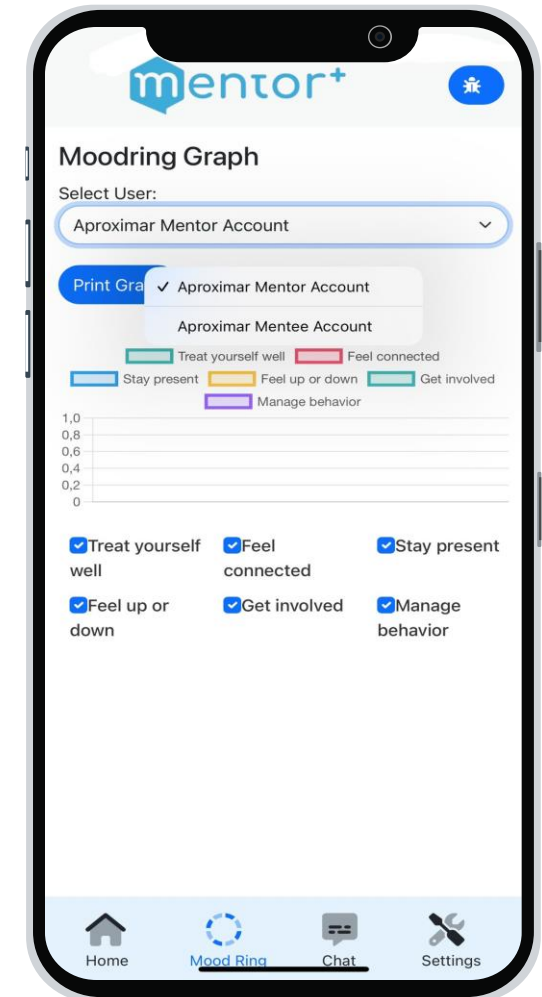 mentor+
Moodring Graph
Select User:
Aproximar Mentor Account
Print Gra
✓ Aproximar Mentor Account
Aproximar Mentee Account
Treat yourself well Feel connected
Stay present Feel up or down Get involved
Manage behavior
1,0
0,8
0,6
0,4
0,2
0
Treat yourself well
Feel connected
Stay present
Feel up or down
Get involved
Manage behavior
Home Mood Ring Chat Settings